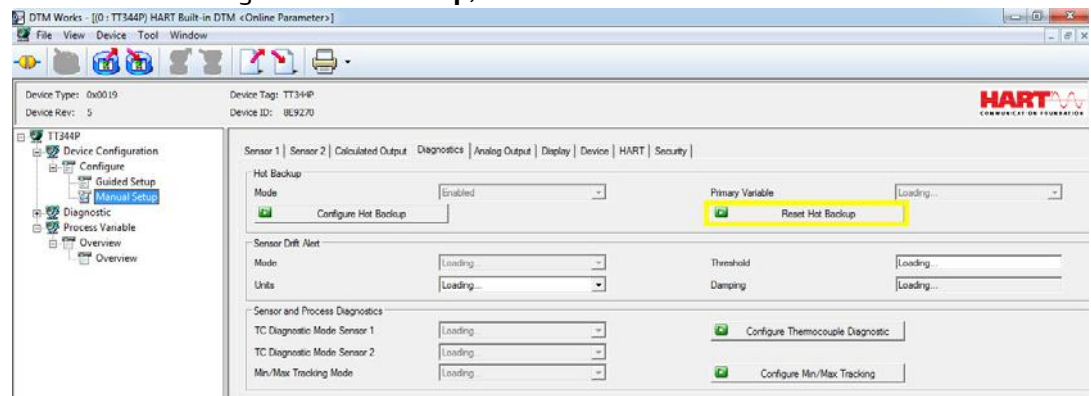 DTM Works - [(0 : TT344P) HART Built-in DTM <Online Parameter>]
File View Device Tool Window
Device Type: 0x0019 Device Tag: TT344P
Device Rev: 5 Device ID: 8E9270
HART
COMMUNICATION FOUNDATION
TT344P
Device Configuration
Configure
Guided Setup
Manual Setup
Diagnostic
Process Variable
Overview
Overview
Sensor 1 | Sensor 2 | Calculated Output Diagnostics | Analog Output | Display | Device | HART | Security |
Hot Backup
Mode Enabled Primary Variable Loading...
Configure Hot Backup Reset Hot Backup
Sensor Drift Alert
Mode Loading... Threshold Loading...
Units Loading... Damping Loading...
Sensor and Process Diagnostics
TC Diagnostic Mode Sensor 1 Loading... Configure Thermocouple Diagnostic
TC Diagnostic Mode Sensor 2 Loading...
Min/Max Tracking Mode Loading... Configure Min/Max Tracking